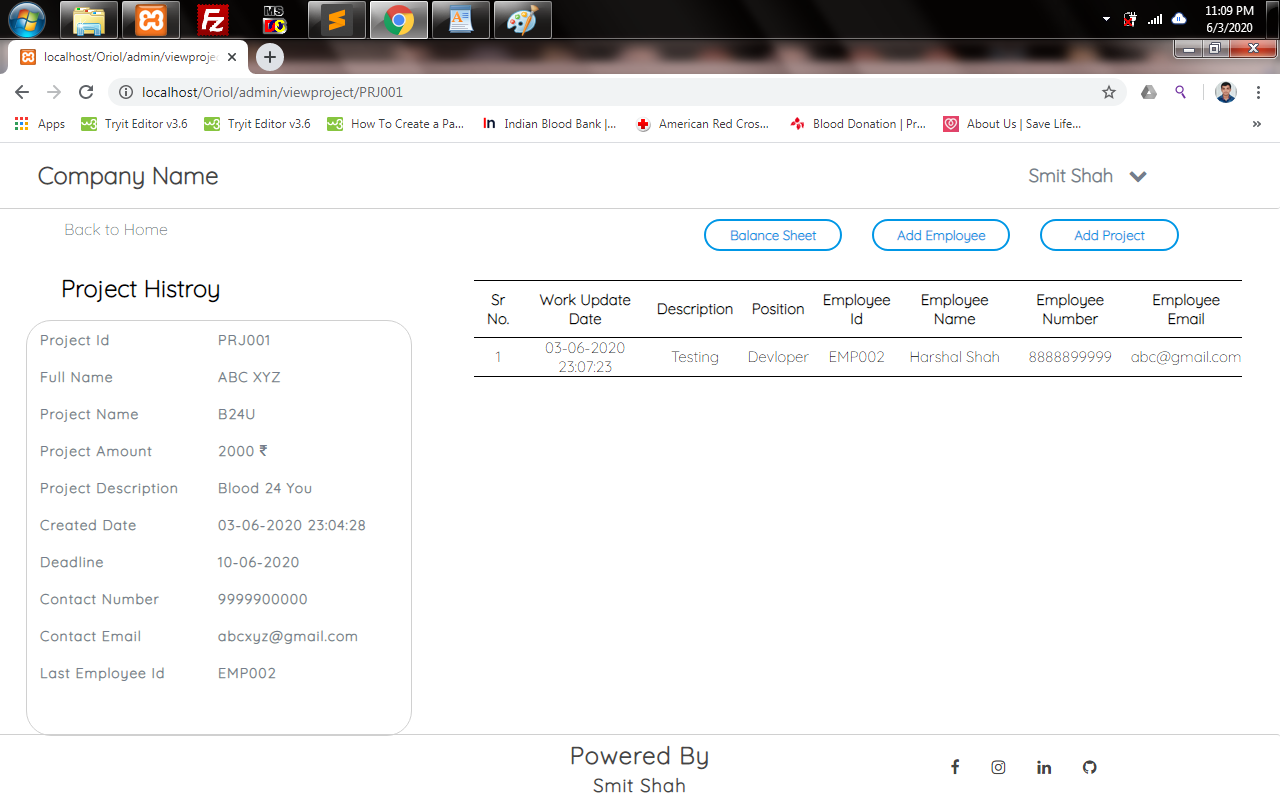 MS
11:09 PM
6/3/2020
localhost/Oriol/admin/viewproje
localhost/Oriol/admin/viewproject/PRJ001
Apps
Tryit Editor v3.6
Tryit Editor v3.6
How To Create a Pa...
Indian Blood Bank |...
American Red Cros...
Blood Donation | Pr...
About Us | Save Life...
»
Company Name
Smit Shah
Back to Home
Balance Sheet
Add Employee
Add Project
Project Histroy
Project Id PRJ001
Full Name ABC XYZ
Project Name B24U
Project Amount 2000 ₹
Project Description Blood 24 You
Created Date 03-06-2020 23:04:28
Deadline 10-06-2020
Contact Number 9999900000
Contact Email abcxyz@gmail.com
Last Employee Id EMP002
Sr No. Work Update Date Description Position Employee Id Employee Name Employee Number Employee Email
1 03-06-2020 23:07:23 Testing Devloper EMP002 Harshal Shah 8888899999 abc@gmail.com
Powered By
Smit Shah